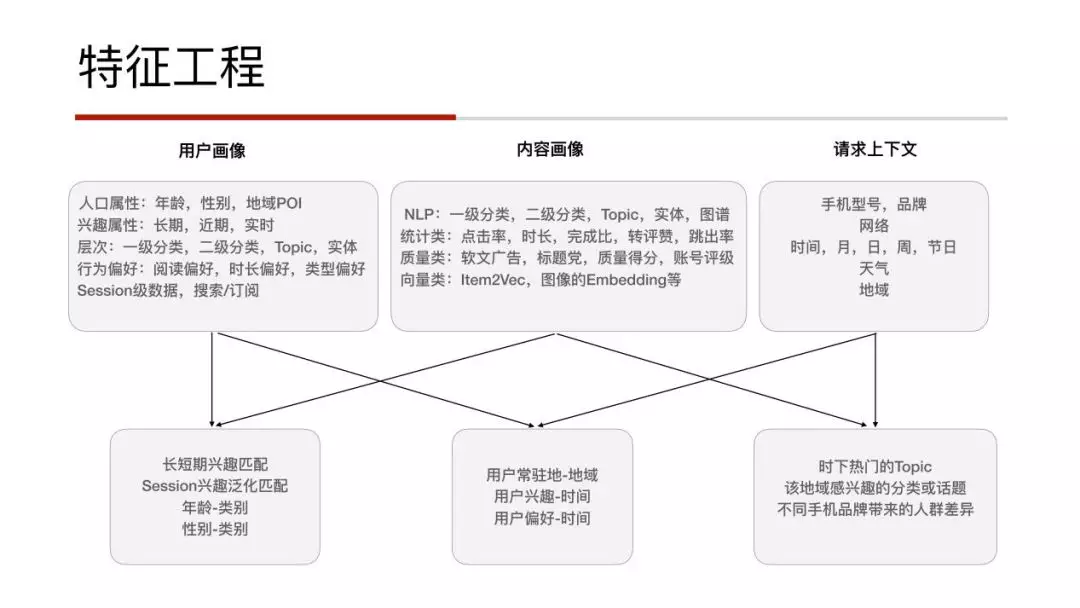 特征工程
用户画像
人口属性：年龄，性别，地域POI
兴趣属性：长期，近期，实时
层次：一级分类，二级分类，Topic，实体
行为偏好：阅读偏好，时长偏好，类型偏好
Session级数据，搜索/订阅
内容画像
NLP：一级分类，二级分类，Topic，实体，图谱
统计类：点击率，时长，完成比，转评赞，跳出率
质量类：软文广告，标题党，质量得分，账号评级
向量类：Item2Vec，图像的Embedding等
请求上下文
手机型号，品牌
网络
时间，月，日，周，节日
天气
地域
长短期兴趣匹配
Session兴趣泛化匹配
年龄-类别
性别-类别
用户常驻地-地域
用户兴趣-时间
用户偏好-时间
时下热门的Topic
该地域感兴趣的分类或话题
不同手机品牌带来的人群差异